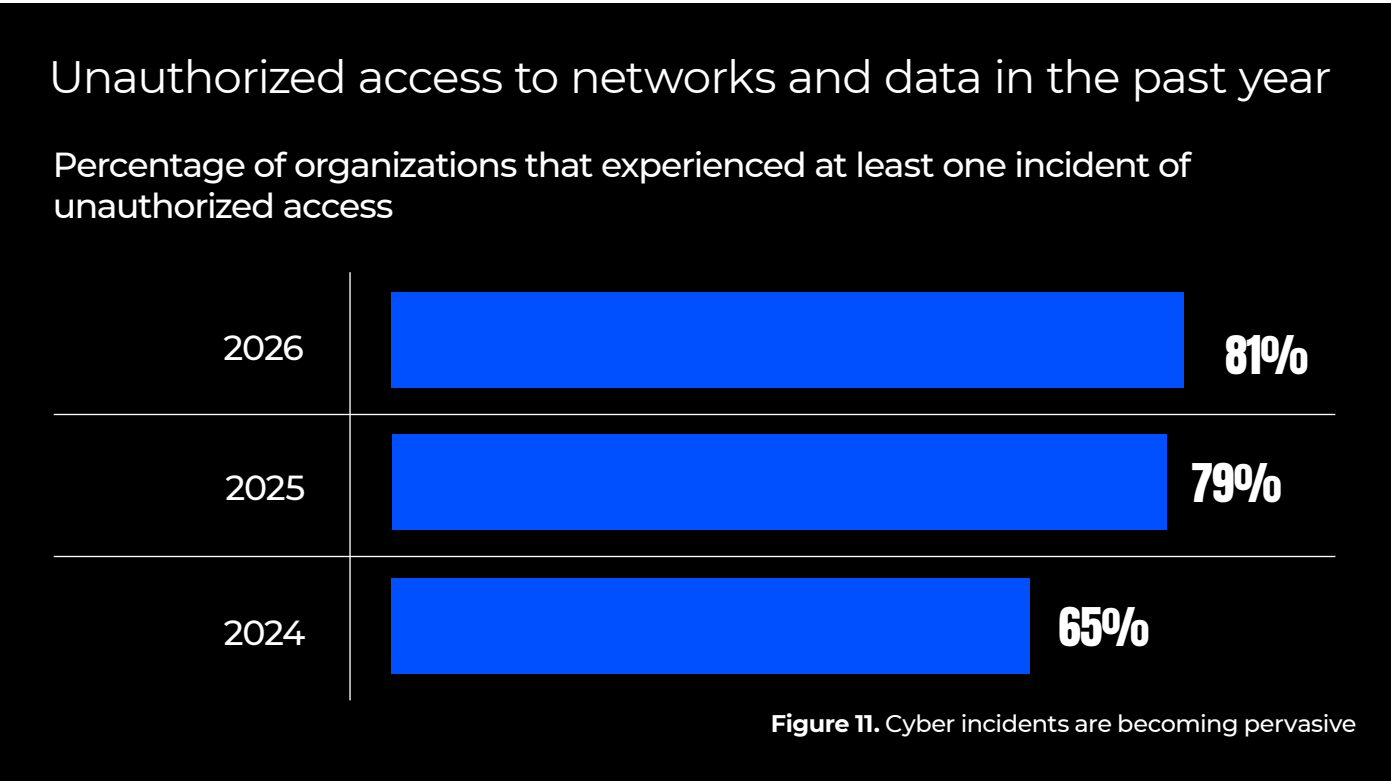 Unauthorized access to networks and data in the past year
Percentage of organizations that experienced at least one incident of
unauthorized access
2026
81%
2025
79%
2024
65%
Figure 11. Cyber incidents are becoming pervasive